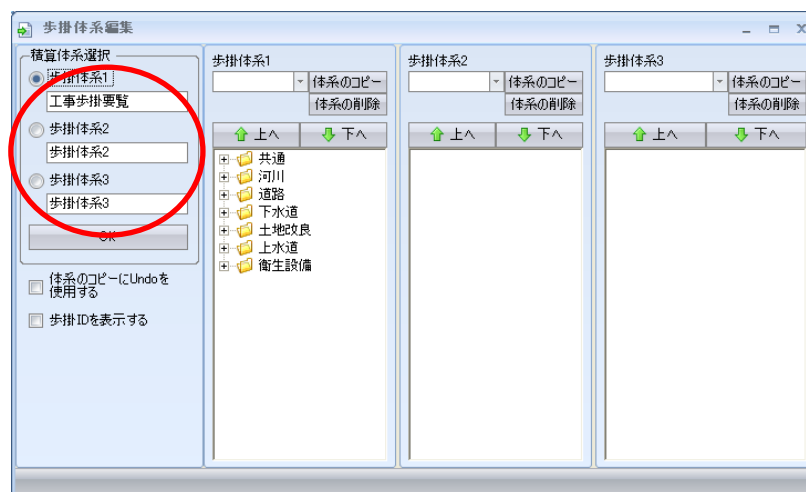 歩掛体系編集
積算体系選択
歩掛体系1
工事歩掛要覧
歩掛体系2
歩掛体系2
歩掛体系3
歩掛体系3
OK
体系のコピーにUndoを
使用する
歩掛IDを表示する
歩掛体系1
体系のコピー
体系の削除
上へ 下へ
共通
河川
道路
下水道
土地改良
上水道
衛生設備
歩掛体系2
体系のコピー
体系の削除
上へ 下へ
歩掛体系3
体系のコピー
体系の削除
上へ 下へ